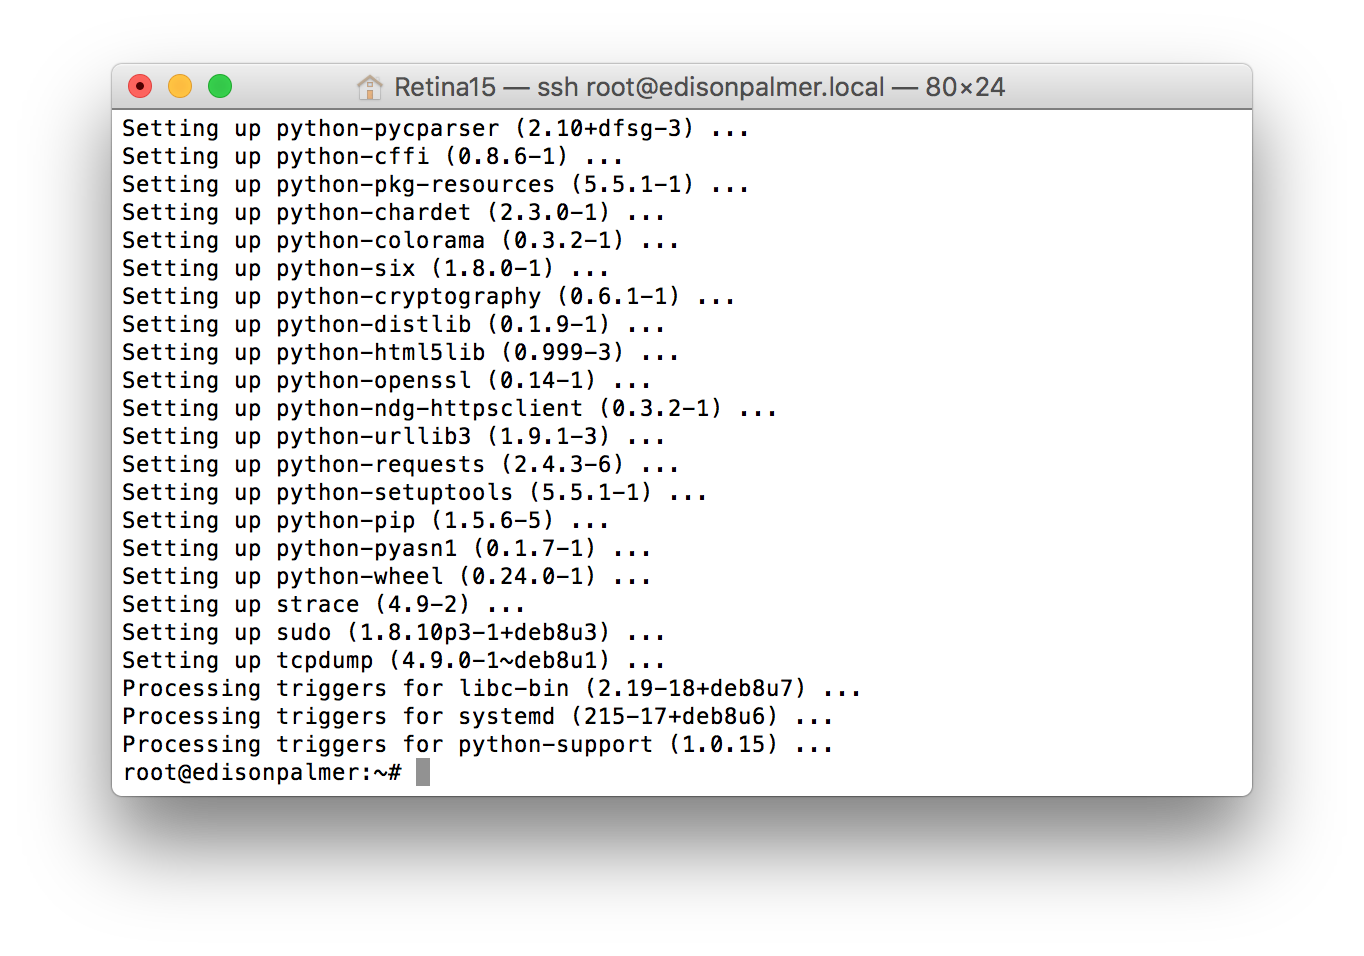 Retina15 — ssh root@edisonpalmer.local — 80×24
Setting up python-pycparser (2.10+dfsg-3) ...
Setting up python-cffi (0.8.6-1) ...
Setting up python-pkg-resources (5.5.1-1) ...
Setting up python-chardet (2.3.0-1) ...
Setting up python-colorama (0.3.2-1) ...
Setting up python-six (1.8.0-1) ...
Setting up python-cryptography (0.6.1-1) ...
Setting up python-distlib (0.1.9-1) ...
Setting up python-html5lib (0.999-3) ...
Setting up python-openssl (0.14-1) ...
Setting up python-ndg-httpsclient (0.3.2-1) ...
Setting up python-urllib3 (1.9.1-3) ...
Setting up python-requests (2.4.3-6) ...
Setting up python-setuptools (5.5.1-1) ...
Setting up python-pip (1.5.6-5) ...
Setting up python-pyasn1 (0.1.7-1) ...
Setting up python-wheel (0.24.0-1) ...
Setting up strace (4.9-2) ...
Setting up sudo (1.8.10p3-1+deb8u3) ...
Setting up tcpdump (4.9.0-1~deb8u1) ...
Processing triggers for libc-bin (2.19-18+deb8u7) ...
Processing triggers for systemd (215-17+deb8u6) ...
Processing triggers for python-support (1.0.15) ...
root@edisonpalmer:~#